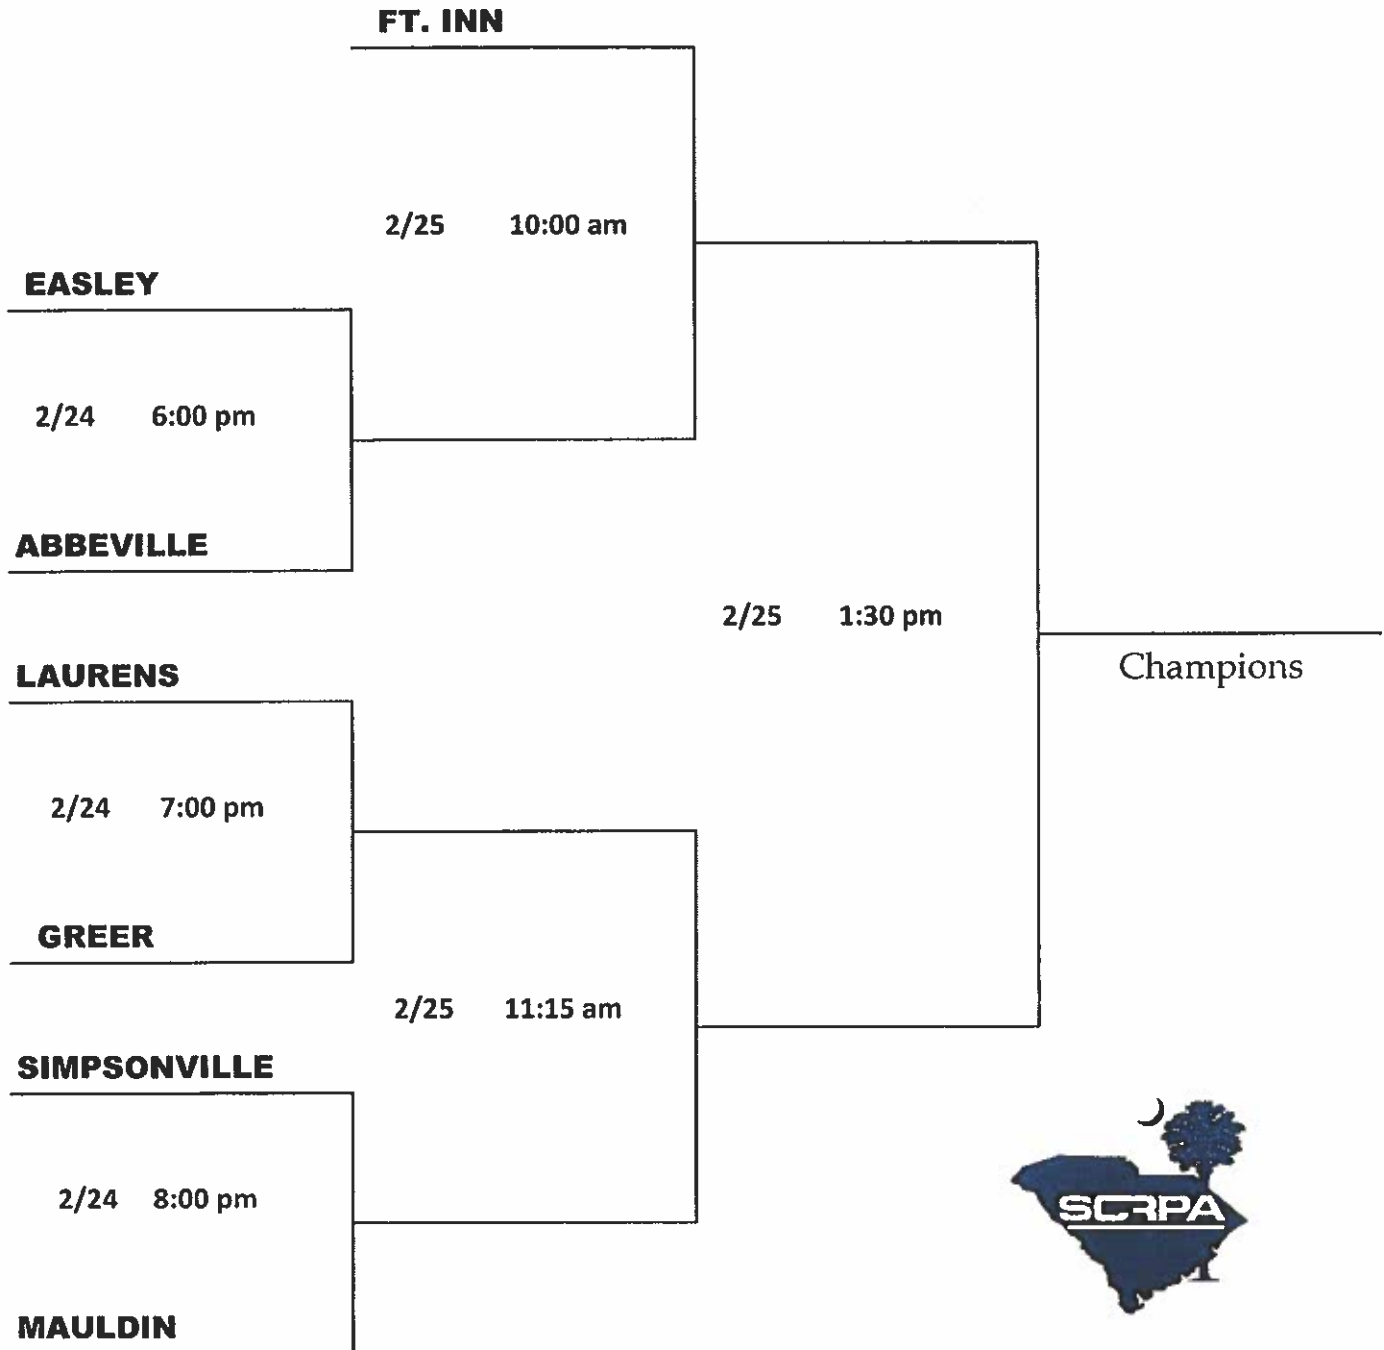 FT. INN
2/25 10:00 am
EASLEY
2/24 6:00 pm
ABBEVILLE
2/25 1:30 pm
Champions
LAURENS
2/24 7:00 pm
GREER
2/25 11:15 am
SIMPSONVILLE
2/24 8:00 pm
MAULDIN
SCRPA